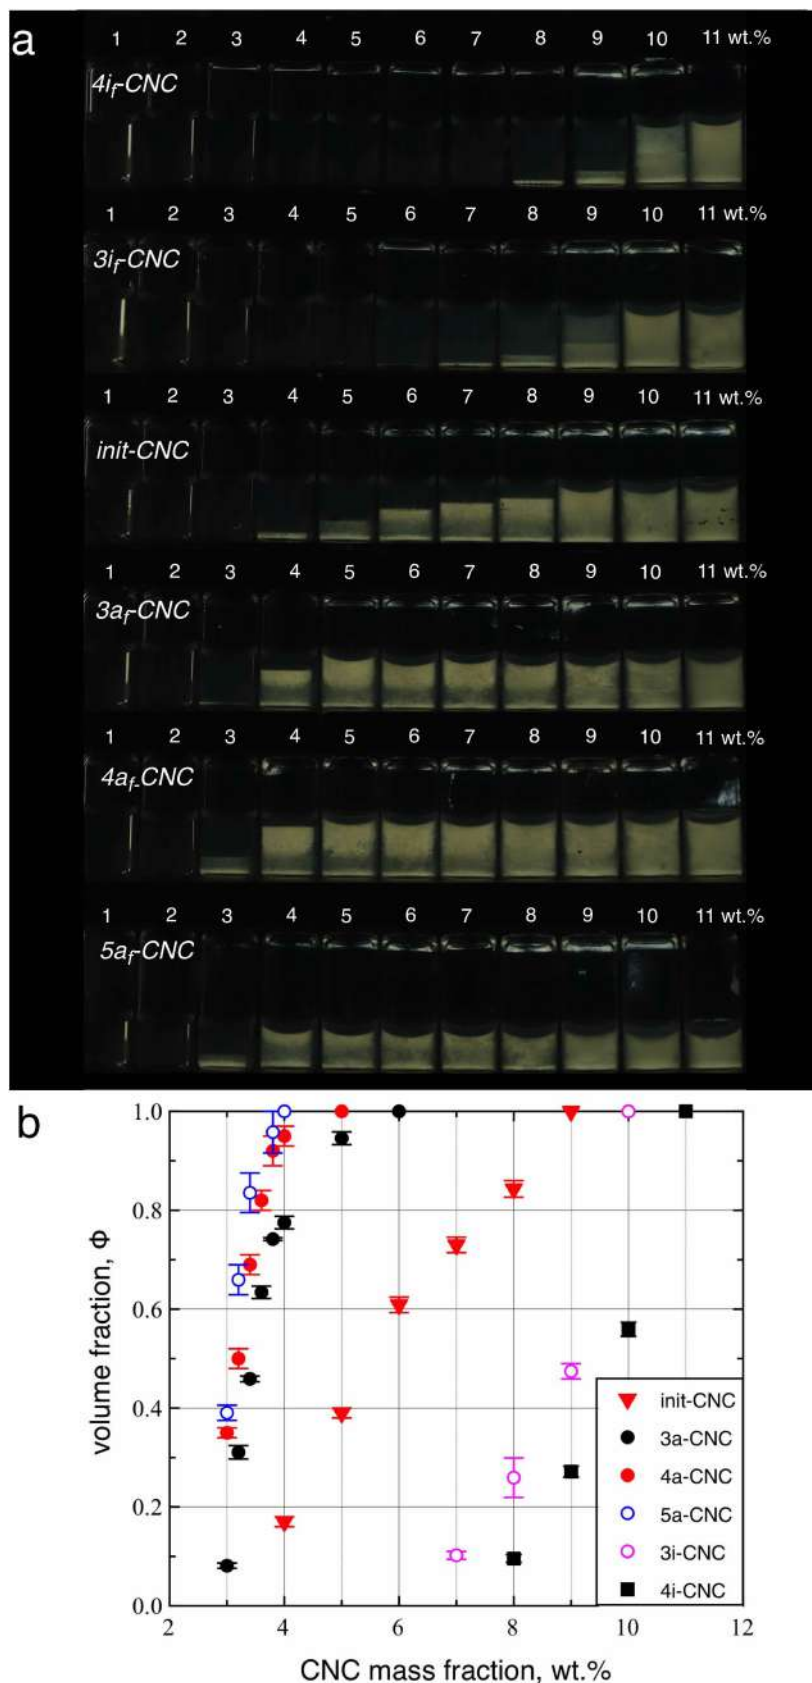 a
1 2 3 4 5 6 7 8 9 10 11 wt.%
4i_f-CNC
1 2 3 4 5 6 7 8 9 10 11 wt.%
3i_f-CNC
1 2 3 4 5 6 7 8 9 10 11 wt.%
init-CNC
1 2 3 4 5 6 7 8 9 10 11 wt.%
3a_f-CNC
1 2 3 4 5 6 7 8 9 10 11 wt.%
4a_f-CNC
1 2 3 4 5 6 7 8 9 10 11 wt.%
5a_f-CNC
b
1.0
0.8
0.6
0.4
0.2
0.0
volume fraction, Φ
init-CNC
3a-CNC
4a-CNC
5a-CNC
3i-CNC
4i-CNC
2 4 6 8 10 12
CNC mass fraction, wt.%